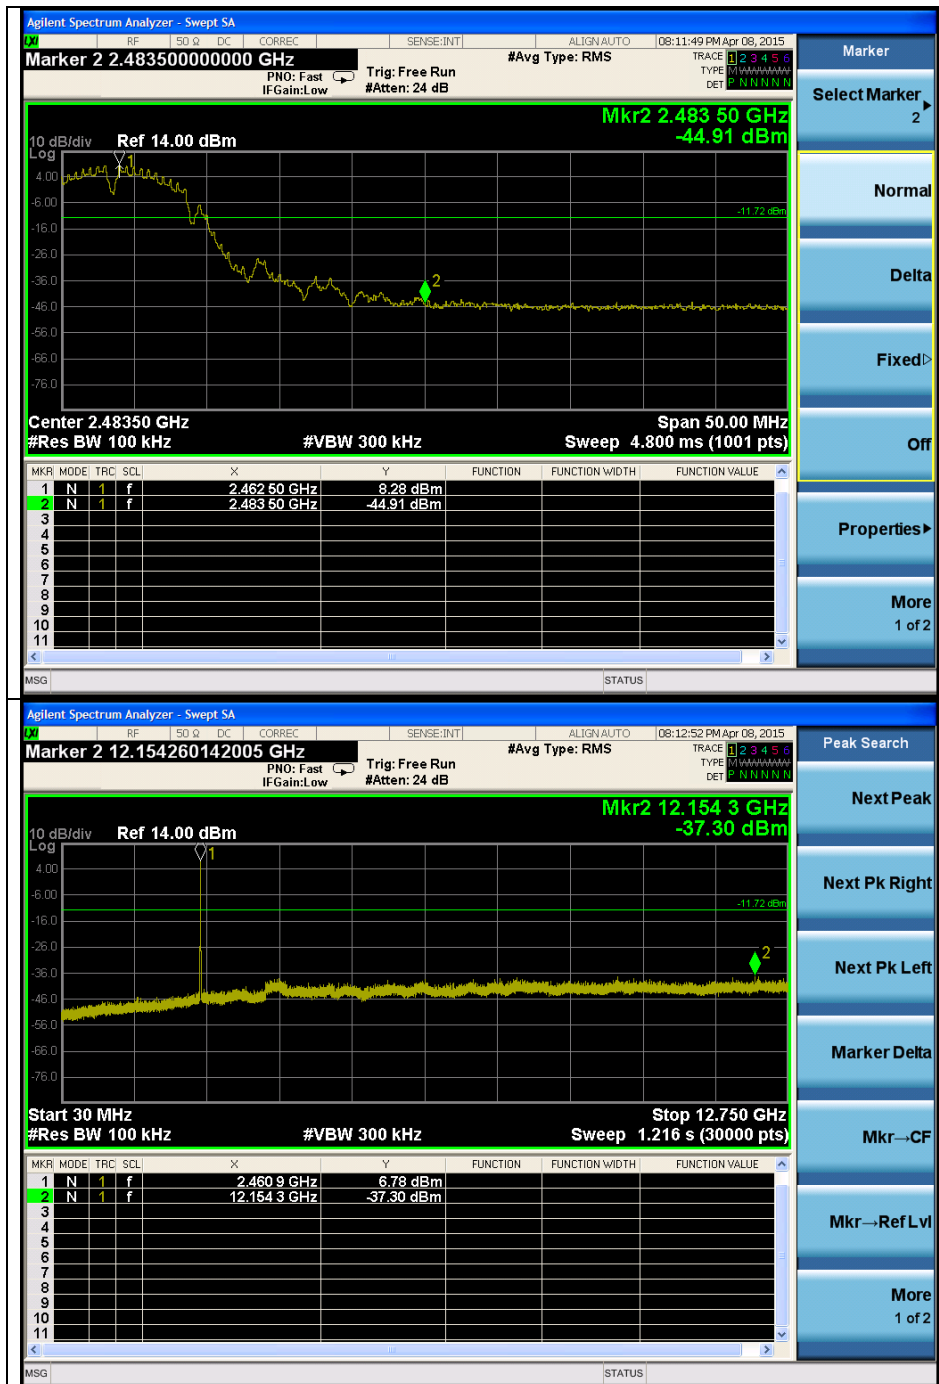 Agilent Spectrum Analyzer - Swept SA
LXI RF 50 Ω DC CORREC SENSE:INT ALIGN AUTO 08:11:49 PM Apr 08, 2015
Marker 2 2.483500000000 GHz #Avg Type: RMS TRACE 1 2 3 4 5 6
PNO: Fast Trig: Free Run TYPE M WWWWW
IFGain:Low #Atten: 24 dB DET P N N N N N
Mkr2 2.483 50 GHz
10 dB/div Ref 14.00 dBm -44.91 dBm
Log
1
4.00
-6.00
-11.72 dBm
-16.0
-26.0
-36.0
2
-46.0
-56.0
-66.0
-76.0
Center 2.48350 GHz Span 50.00 MHz
#Res BW 100 kHz #VBW 300 kHz Sweep 4.800 ms (1001 pts)
MKR MODE TRC SCL X Y FUNCTION FUNCTION WIDTH FUNCTION VALUE
1 N 1 f 2.462 50 GHz 8.28 dBm
2 N 1 f 2.483 50 GHz -44.91 dBm
3
4
5
6
7
8
9
10
11
MSG STATUS
Marker
Select Marker
2
Normal
Delta
Fixed
Off
Properties
More
1 of 2
Agilent Spectrum Analyzer - Swept SA
LXI RF 50 Ω DC CORREC SENSE:INT ALIGN AUTO 08:12:52 PM Apr 08, 2015
Marker 2 12.154260142005 GHz #Avg Type: RMS TRACE 1 2 3 4 5 6
PNO: Fast Trig: Free Run TYPE M WWWWW
IFGain:Low #Atten: 24 dB DET P N N N N N
Mkr2 12.154 3 GHz
10 dB/div Ref 14.00 dBm -37.30 dBm
Log
1
4.00
-6.00
-11.72 dBm
-16.0
-26.0
2
-36.0
-46.0
-56.0
-66.0
-76.0
Start 30 MHz Stop 12.750 GHz
#Res BW 100 kHz #VBW 300 kHz Sweep 1.216 s (30000 pts)
MKR MODE TRC SCL X Y FUNCTION FUNCTION WIDTH FUNCTION VALUE
1 N 1 f 2.460 9 GHz 6.78 dBm
2 N 1 f 12.154 3 GHz -37.30 dBm
3
4
5
6
7
8
9
10
11
MSG STATUS
Peak Search
Next Peak
Next Pk Right
Next Pk Left
Marker Delta
Mkr→CF
Mkr→Ref Lvl
More
1 of 2